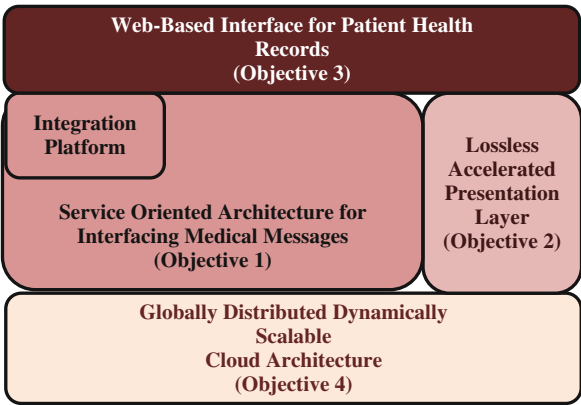 Web-Based Interface for Patient Health
Records
(Objective 3)
Integration
Platform
Service Oriented Architecture for
Interfacing Medical Messages
(Objective 1)
Lossless
Accelerated
Presentation
Layer
(Objective 2)
Globally Distributed Dynamically
Scalable
Cloud Architecture
(Objective 4)